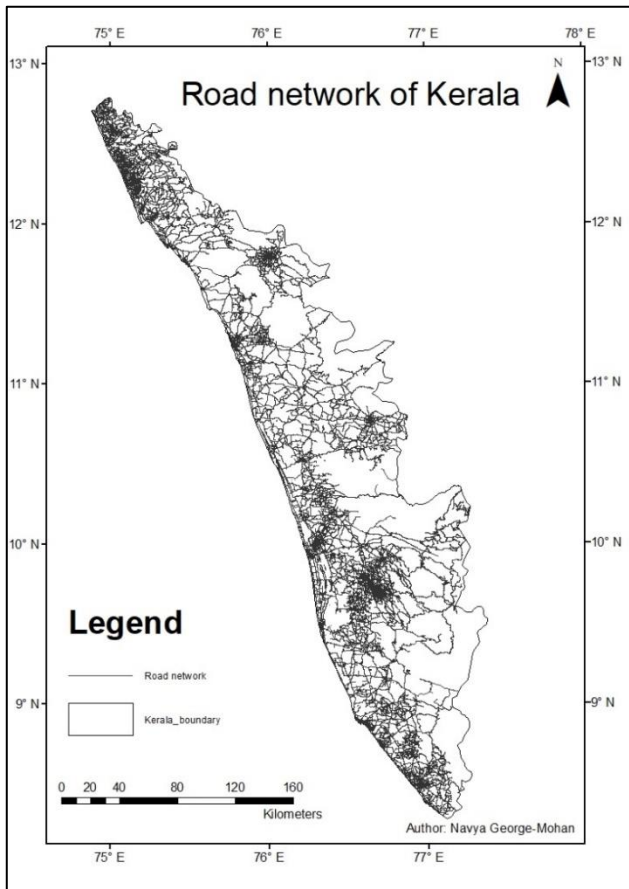 75° E 76° E 77° E 78° E
13° N 13° N
N
Road network of Kerala
12° N 12° N
11° N 11° N
10° N 10° N
Legend
Road network
9° N 9° N
Kerala_boundary
0 20 40 80 120 160
Kilometers
Author: Navya George-Mohan
75° E 76° E 77° E